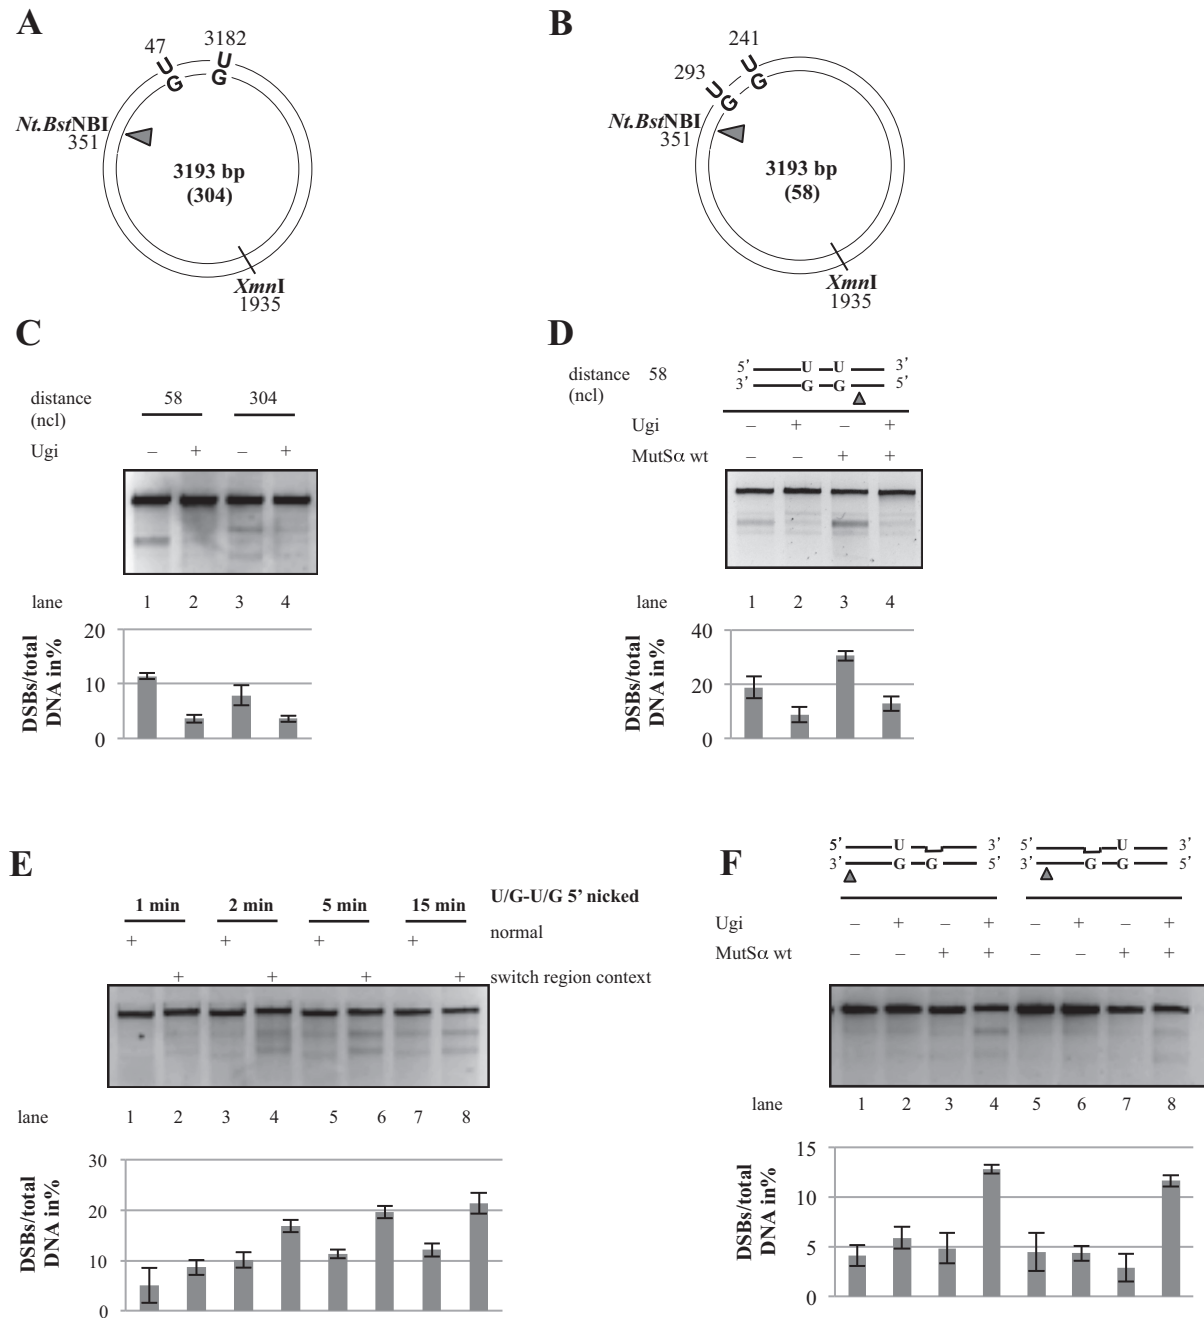 A
47
3182
U
U
G
G
Nt.BstNBI
351
3193 bp
(304)
XmnI
1935
B
241
293
U
U
G
G
Nt.BstNBI
351
3193 bp
(58)
XmnI
1935
C
distance
(ncl)
58 304
Ugi – + – +
lane 1 2 3 4
DSBs/total
DNA in%
20
10
0
D
distance 58
(ncl)
5’ U U 3’
3’ G G 5’
Ugi – + – +
MutSα wt – – + +
lane 1 2 3 4
DSBs/total
DNA in%
40
20
0
E
1 min 2 min 5 min 15 min
U/G-U/G 5’ nicked
+ + + + normal
+ + + + switch region context
lane 1 2 3 4 5 6 7 8
DSBs/total
DNA in%
30
20
10
0
F
5’ U 3’ 5’ U 3’
3’ G G 5’ 3’ G G 5’
Ugi – + – + – + – +
MutSα wt – – + + – – + +
lane 1 2 3 4 5 6 7 8
DSBs/total
DNA in%
15
10
5
0